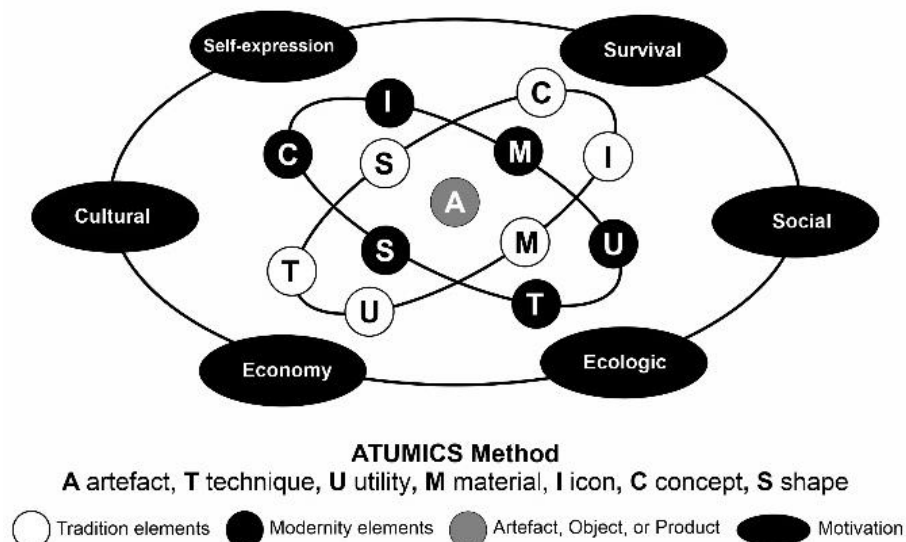 Self-expression
Survival
C
I
C
M
I
S
A
Cultural
Social
S
M
U
T
U
T
Economy
Ecologic
ATUMICS Method
A artefact, T technique, U utility, M material, I icon, C concept, S shape
Tradition elements Modernity elements Artefact, Object, or Product Motivation